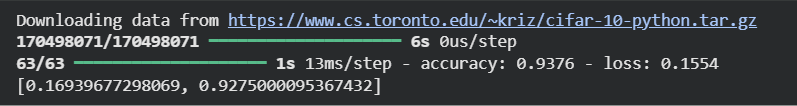 Downloading data from https://www.cs.toronto.edu/~kriz/cifar-10-python.tar.gz
170498071/170498071 ━━━━━━━━━━━━━━━━━━━━ 6s 0us/step
63/63 ━━━━━━━━━━━━━━━━━━━━ 1s 13ms/step - accuracy: 0.9376 - loss: 0.1554
[0.16939677298069, 0.9275000095367432]